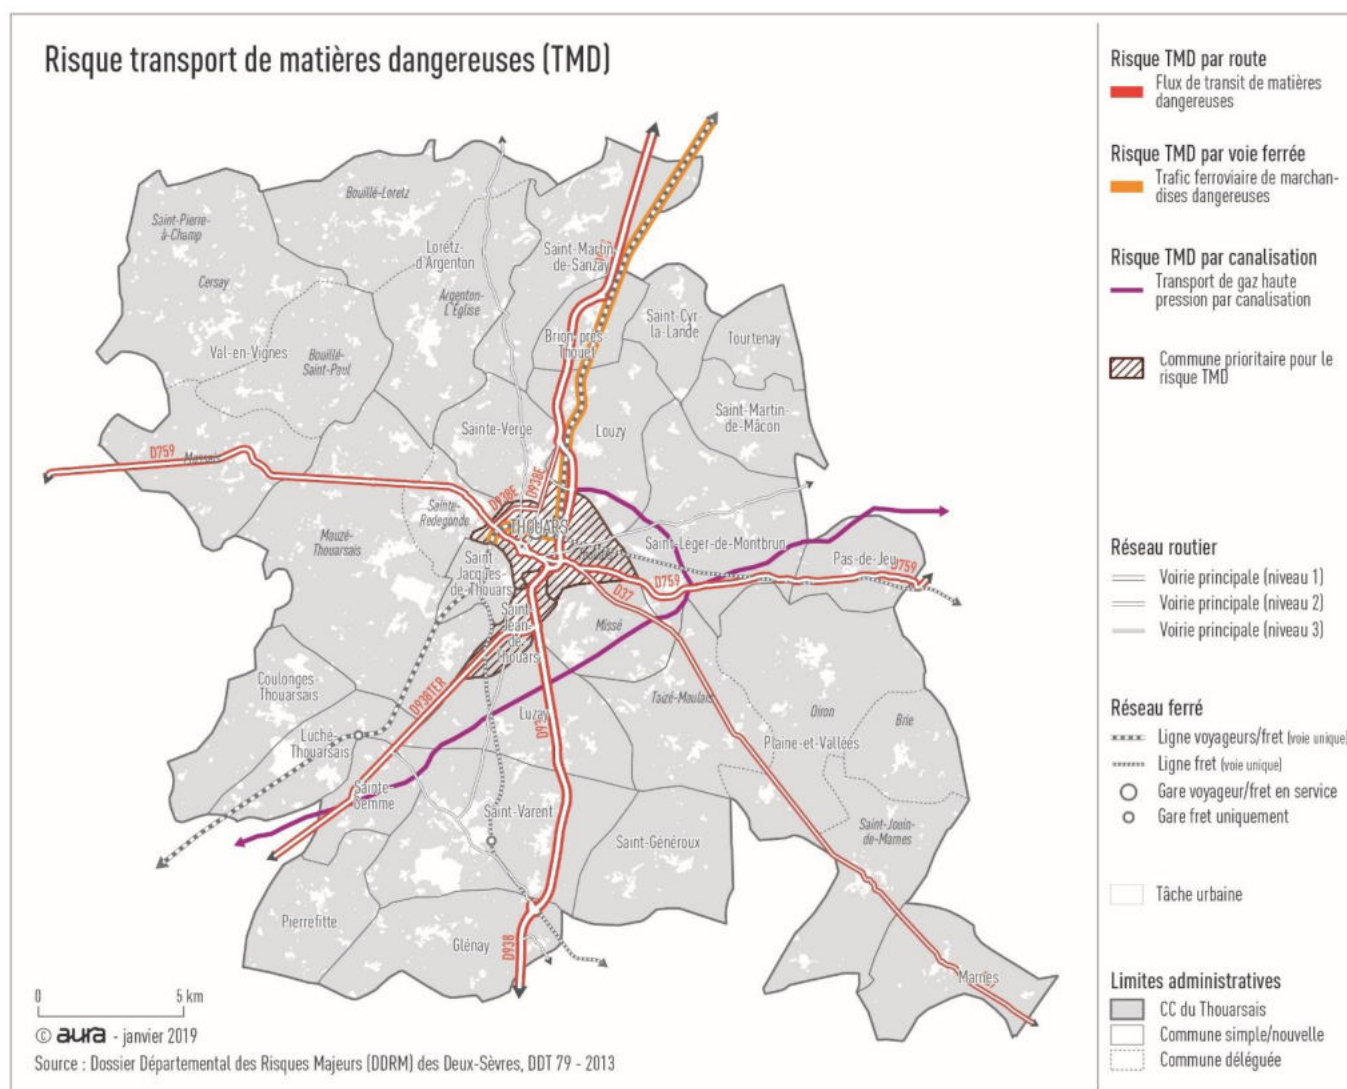 Risque transport de matières dangereuses (TMD)
Risque TMD par route
Flux de transit de matières
dangereuses
Risque TMD par voie ferrée
Trafic ferroviaire de marchan-
dises dangereuses
Risque TMD par canalisation
Transport de gaz haute
pression par canalisation
Commune prioritaire pour le
risque TMD
Réseau routier
Voirie principale (niveau 1)
Voirie principale (niveau 2)
Voirie principale (niveau 3)
Réseau ferré
Ligne voyageurs/fret (voie unique)
Ligne fret (voie unique)
Gare voyageur/fret en service
Gare fret uniquement
Tâche urbaine
Limites administratives
CC du Thouarsais
Commune simple/nouvelle
Commune déléguée
Bouillé-Loretz
Saint-Pierre-
à-Champ
Cersay
Loretz-
d'Argenton
Argenton-
L'Église
Saint-Martin-
de-Sanzay
Saint-Cyr-
la-Lande
Tourtenay
Brion-près-
Thouet
Val-en-Vignes
Bouillé-
Saint-Paul
Saint-Martin-
de-Mâcon
Sainte-Verge
Louzy
D759
Massais
D938E
D938E
Sainte-
Radegonde
THOUARS
Mauzé-
Thouarsais
Saint-Léger-de-Montbrun
Pas-de-Jeu
D759
Saint-
Jacques-
de-Thouars
D759
D37
Saint-
Jean-
de-
Thouars
Missé
Coulonges
Thouarsais
D938TER
Taizé-Maulais
Oiron
Brie
Luzay
D938
Luché-
Thouarsais
Plaine-et-Vallées
Sainte-
Gemme
Saint-Varent
Saint-Généroux
Saint-Jouin-
de-Marnes
Pierrefitte
Glénay
D938
Marnes
0 5 km
© aura - janvier 2019
Source : Dossier Départemental des Risques Majeurs (DDRM) des Deux-Sèvres, DDT 79 - 2013